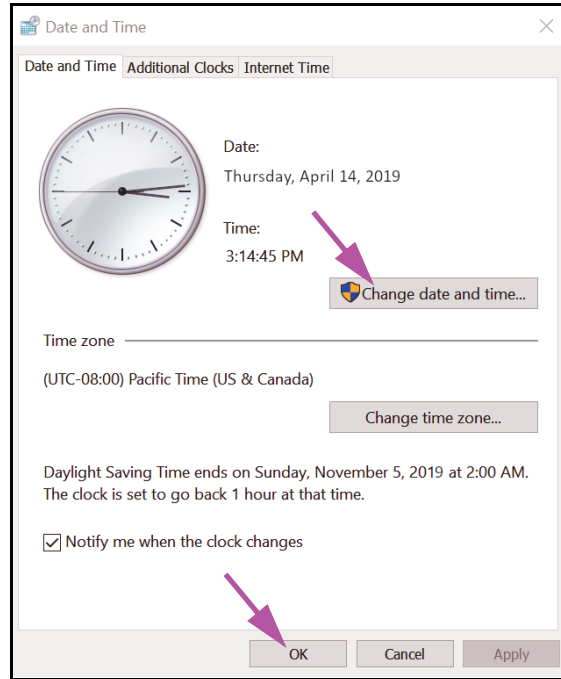 Date and Time
Date and Time Additional Clocks Internet Time
Date:
Thursday, April 14, 2019
Time:
3:14:45 PM
Change date and time...
Time zone
(UTC-08:00) Pacific Time (US & Canada)
Change time zone...
Daylight Saving Time ends on Sunday, November 5, 2019 at 2:00 AM.
The clock is set to go back 1 hour at that time.
Notify me when the clock changes
OK Cancel Apply